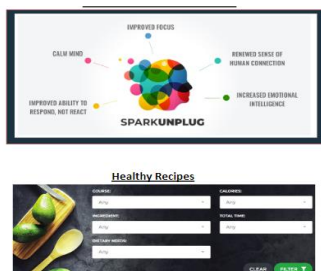 IMPROVED FOCUS
CALM MIND
RENEWED SENSE OF
HUMAN CONNECTION
IMPROVED ABILITY TO
RESPOND, NOT REACT
INCREASED EMOTIONAL
INTELLIGENCE
SPARKUNPLUG
Healthy Recipes
COURSE:
CALORIES:
Any
Any
INGREDIENT:
TOTAL TIME:
Any
Any
DIETARY NEEDS:
Any
CLEAR
FILTER